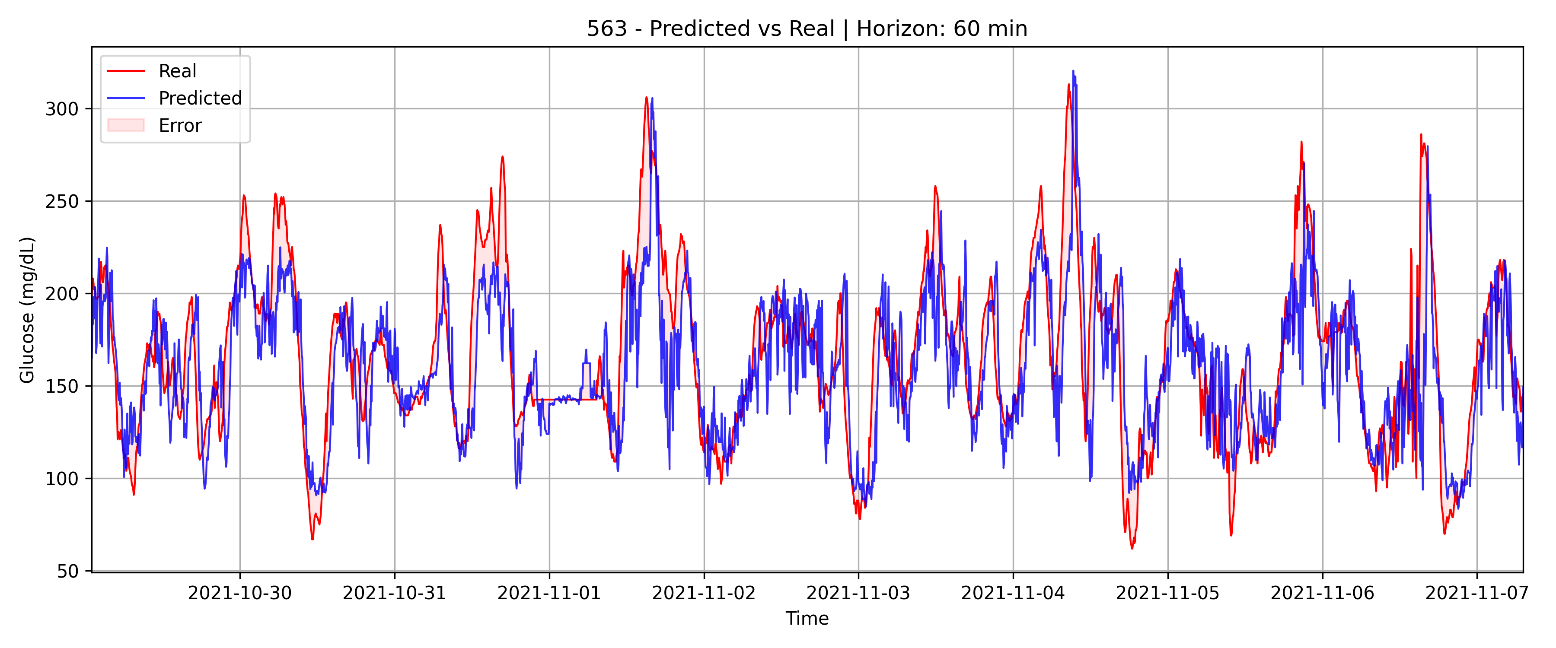 563 - Predicted vs Real | Horizon: 60 min
Real
Predicted
Error
Glucose (mg/dL)
300
250
200
150
100
50
2021-10-30 2021-10-31 2021-11-01 2021-11-02 2021-11-03 2021-11-04 2021-11-05 2021-11-06 2021-11-07
Time